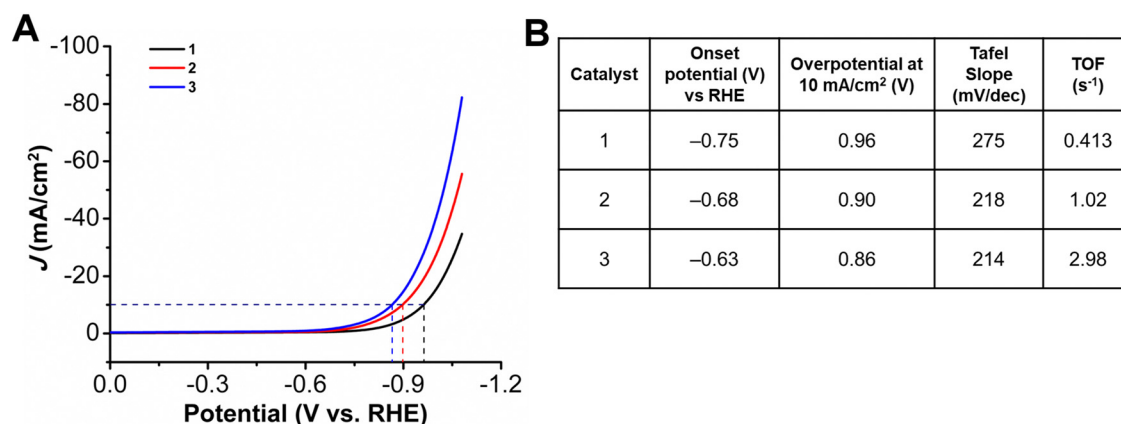 A
-100
-80
-60
-40
-20
0
J (mA/cm²)
1
2
3
0.0 -0.3 -0.6 -0.9 -1.2
Potential (V vs. RHE)
B
Catalyst | Onset potential (V) vs RHE | Overpotential at 10 mA/cm² (V) | Tafel Slope (mV/dec) | TOF (s⁻¹)
1 | –0.75 | 0.96 | 275 | 0.413
2 | –0.68 | 0.90 | 218 | 1.02
3 | –0.63 | 0.86 | 214 | 2.98